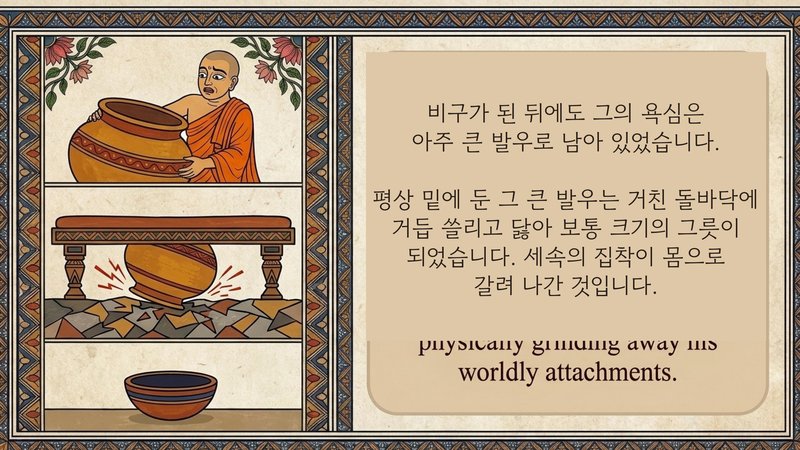 비구가 된 뒤에도 그의 욕심은
아주 큰 발우로 남아 있었습니다.
평상 밑에 둔 그 큰 발우는 거친 돌바닥에
거듭 쓸리고 닳아 보통 크기의 그릇이
되었습니다. 세속의 집착이 몸으로
갈려 나간 것입니다.
physically grinding away his
worldly attachments.